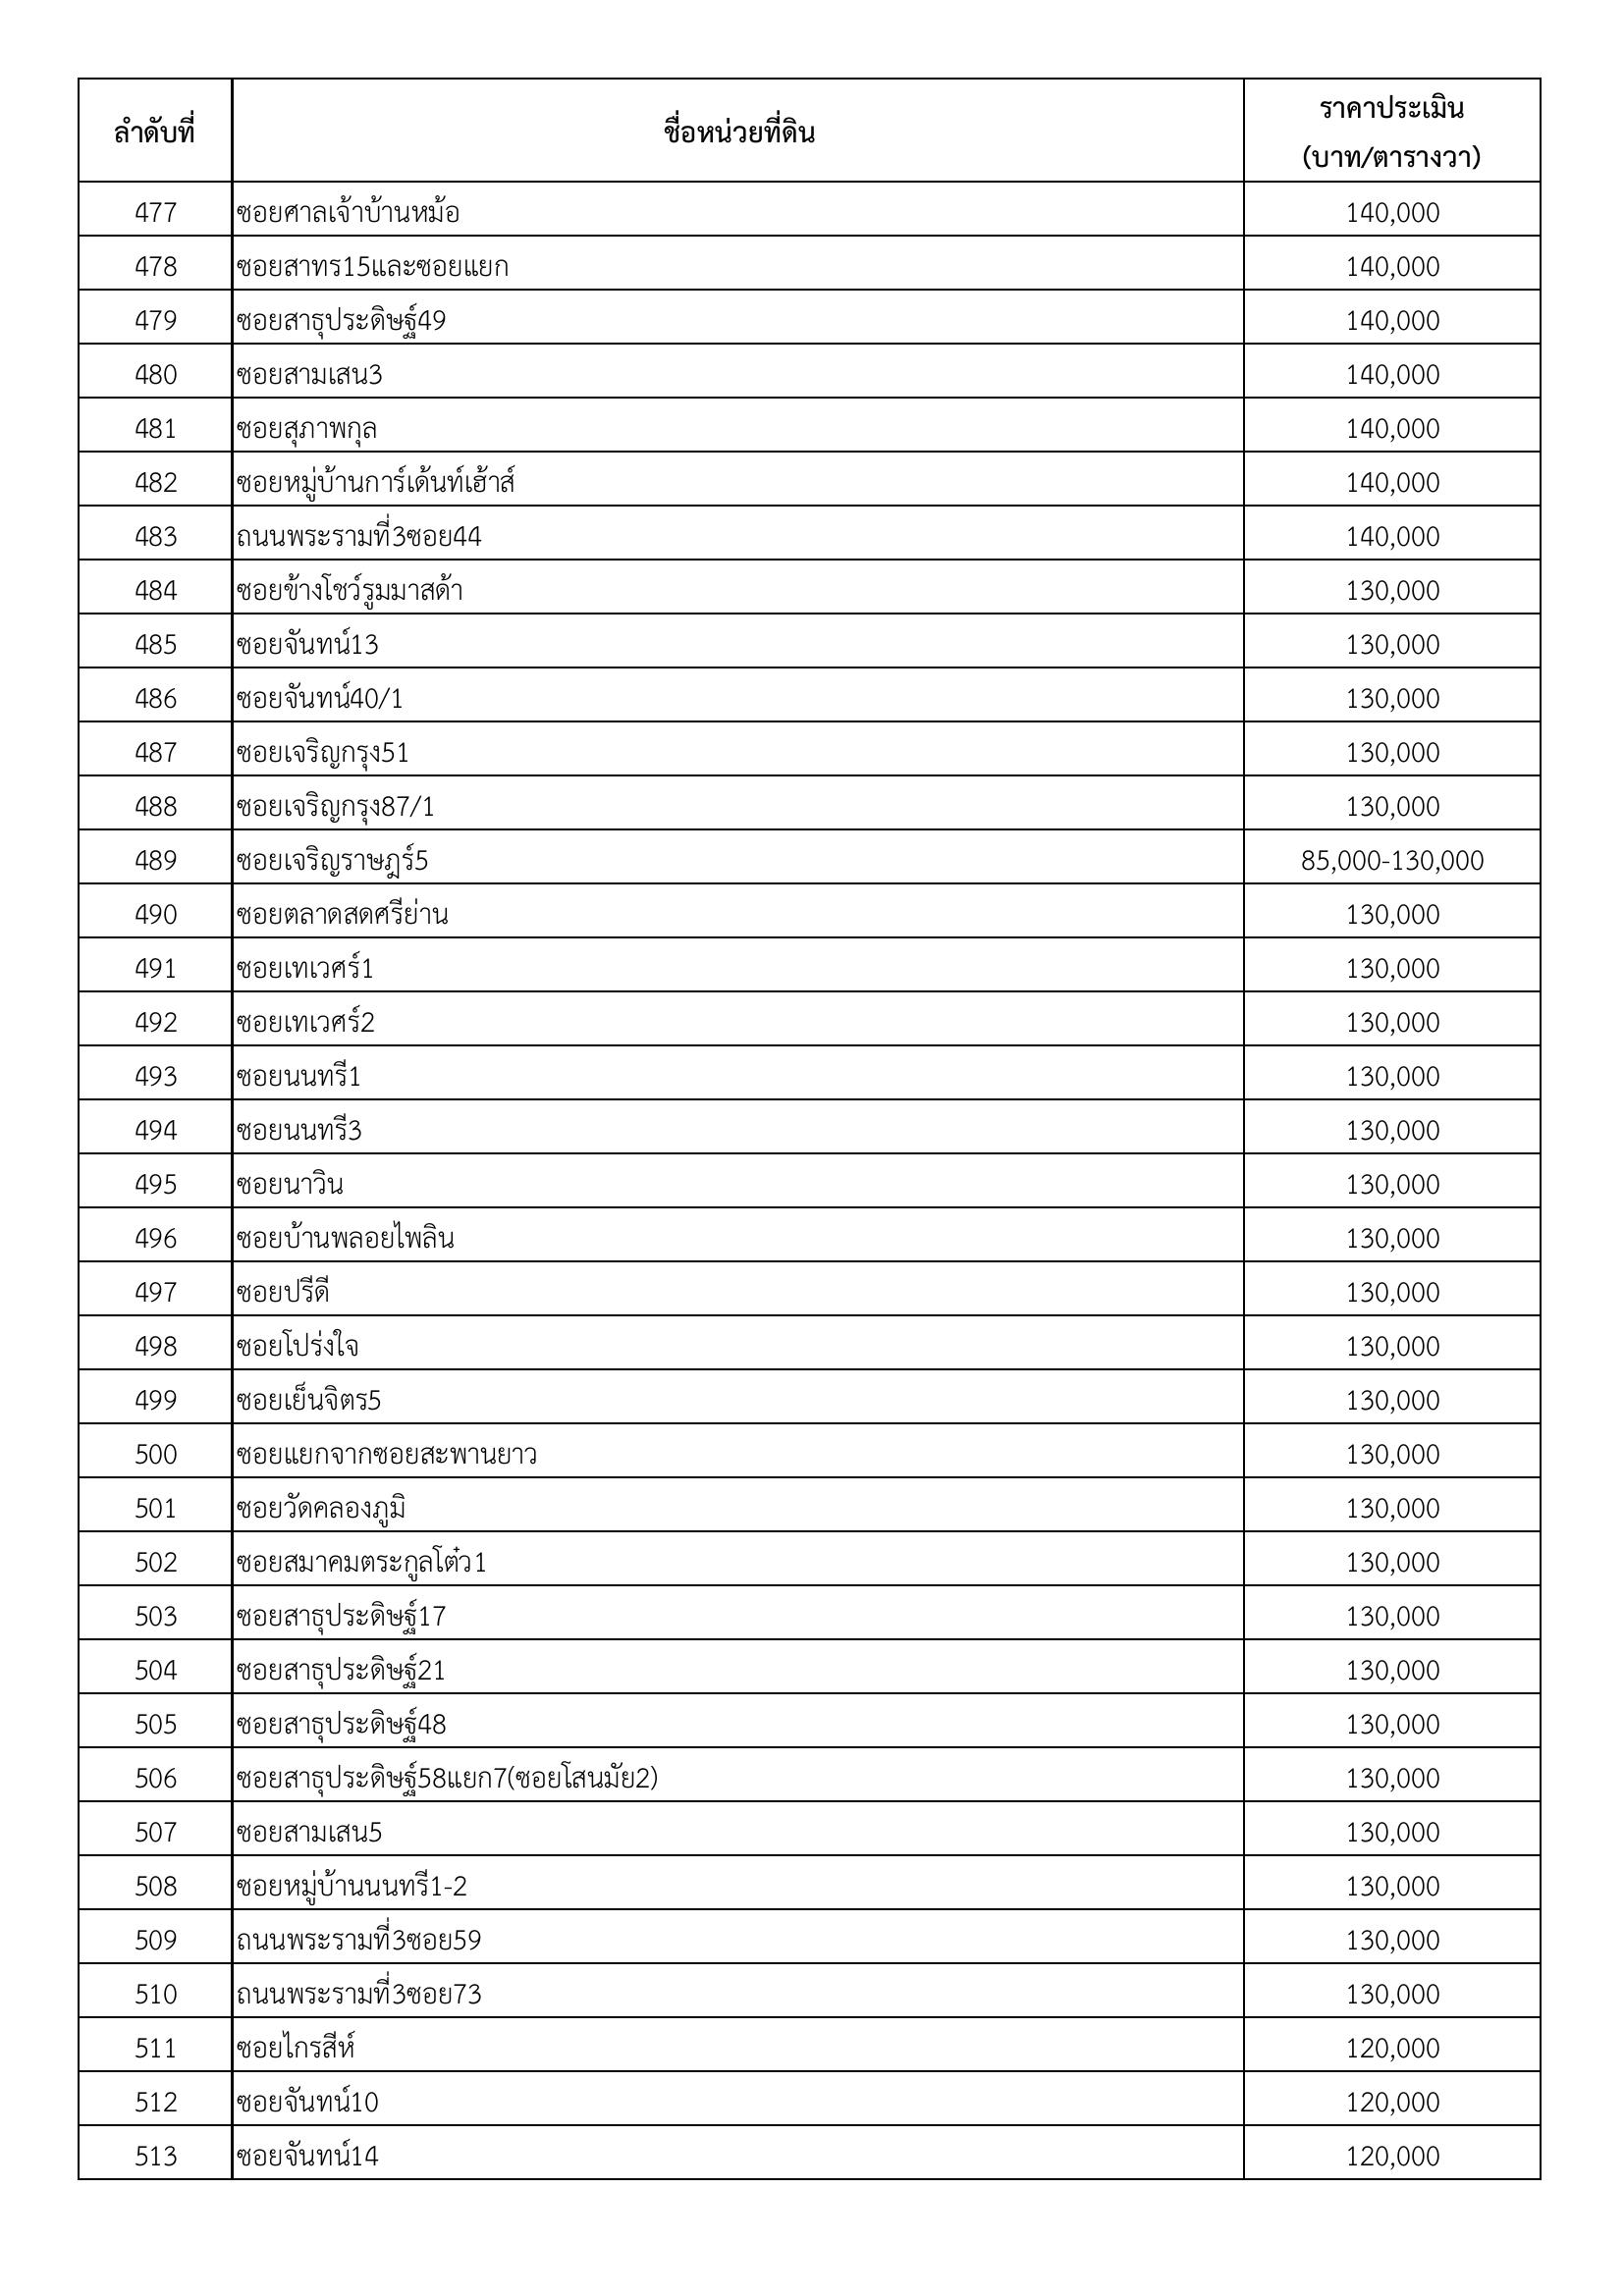 ลำดับที่ ชื่อหน่วยที่ดิน ราคาประเมิน
(บาท/ตารางวา)
477 ซอยศาลเจ้าบ้านหม้อ 140,000
478 ซอยสาทร15และซอยแยก 140,000
479 ซอยสาธุประดิษฐ์49 140,000
480 ซอยสามเสน3 140,000
481 ซอยสุภาพกุล 140,000
482 ซอยหมู่บ้านการ์เด้นท์เฮ้าส์ 140,000
483 ถนนพระรามที่3ซอย44 140,000
484 ซอยข้างโชว์รูมมาสด้า 130,000
485 ซอยจันทน์13 130,000
486 ซอยจันทน์40/1 130,000
487 ซอยเจริญกรุง51 130,000
488 ซอยเจริญกรุง87/1 130,000
489 ซอยเจริญราษฎร์5 85,000-130,000
490 ซอยตลาดสดศรีย่าน 130,000
491 ซอยเทเวศร์1 130,000
492 ซอยเทเวศร์2 130,000
493 ซอยนนทรี1 130,000
494 ซอยนนทรี3 130,000
495 ซอยนาวิน 130,000
496 ซอยบ้านพลอยไพลิน 130,000
497 ซอยปรีดี 130,000
498 ซอยโปร่งใจ 130,000
499 ซอยเย็นจิตร5 130,000
500 ซอยแยกจากซอยสะพานยาว 130,000
501 ซอยวัดคลองภูมิ 130,000
502 ซอยสมาคมตระกูลโต๋ว1 130,000
503 ซอยสาธุประดิษฐ์17 130,000
504 ซอยสาธุประดิษฐ์21 130,000
505 ซอยสาธุประดิษฐ์48 130,000
506 ซอยสาธุประดิษฐ์58แยก7(ซอยโสนมัย2) 130,000
507 ซอยสามเสน5 130,000
508 ซอยหมู่บ้านนนทรี1-2 130,000
509 ถนนพระรามที่3ซอย59 130,000
510 ถนนพระรามที่3ซอย73 130,000
511 ซอยไกรสีห์ 120,000
512 ซอยจันทน์10 120,000
513 ซอยจันทน์14 120,000